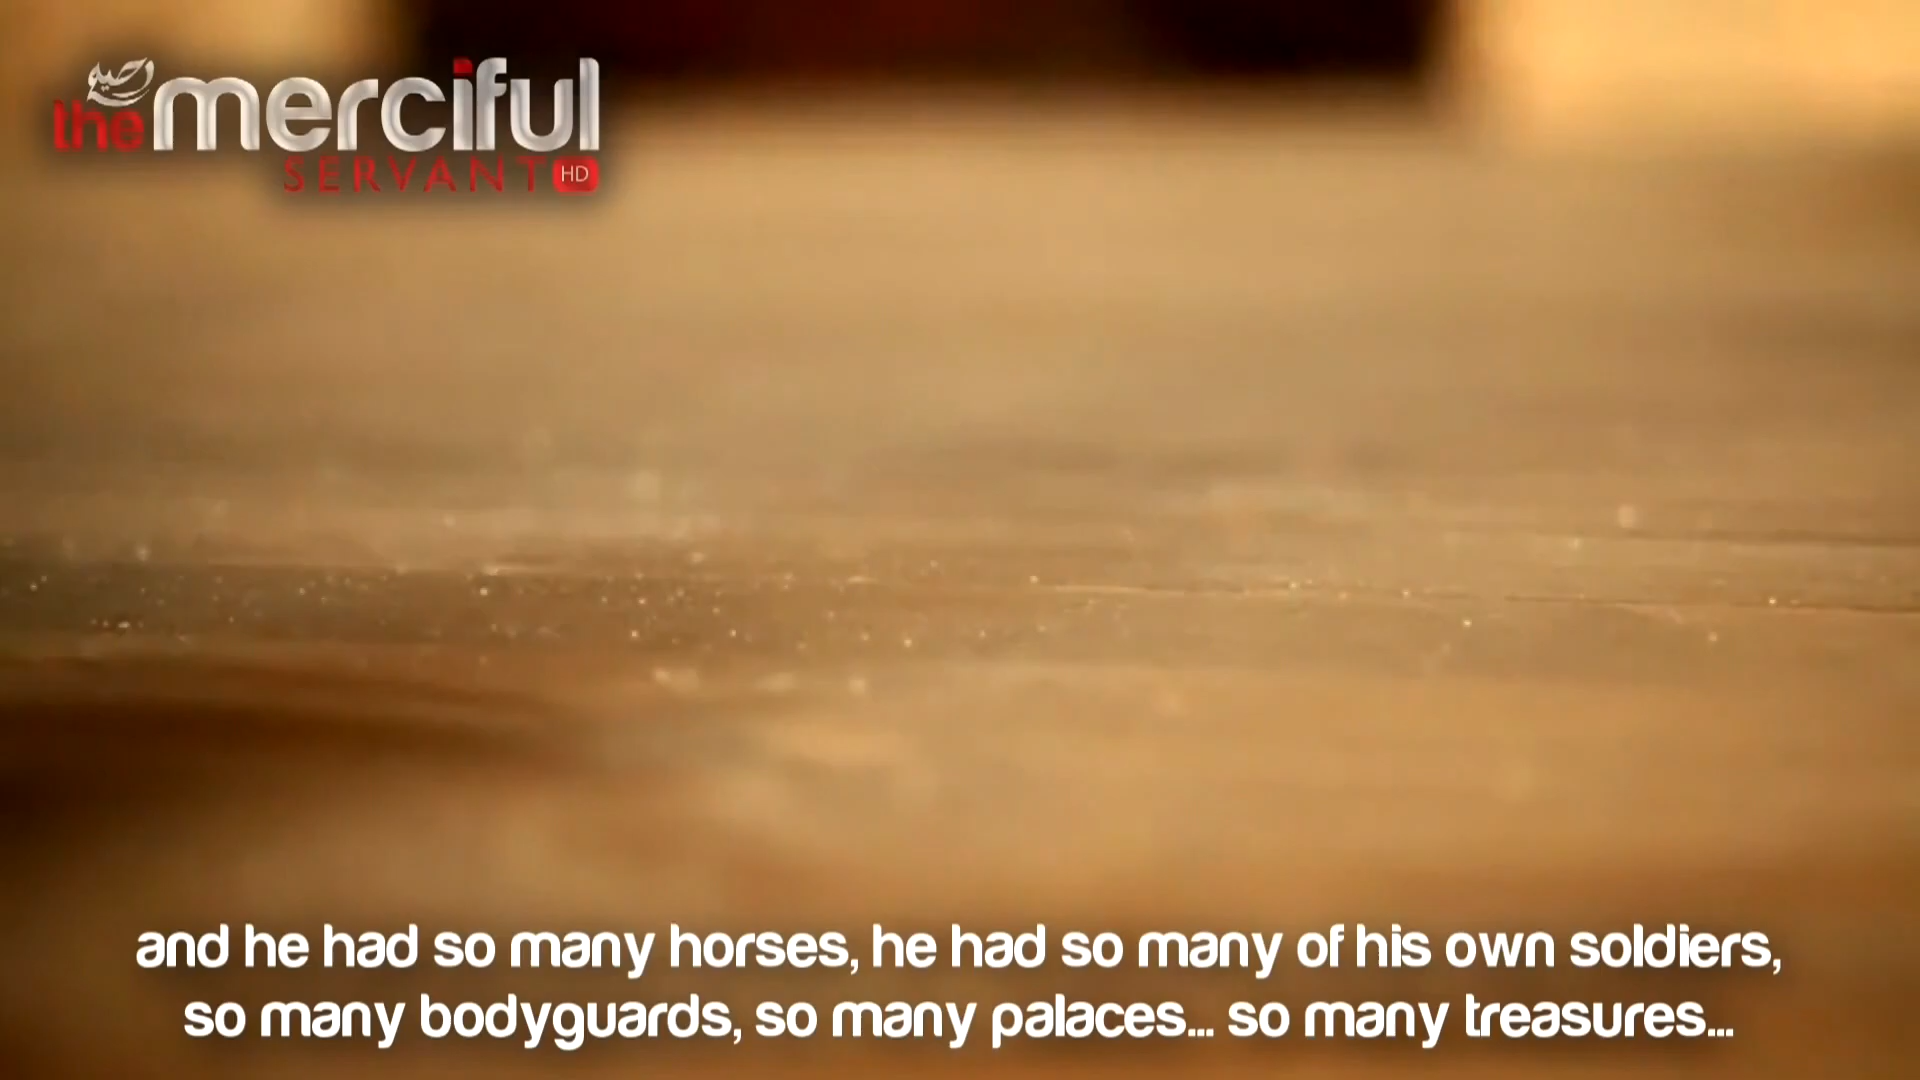 the merciful
SERVANT HD
and he had so many horses, he had so many of his own soldiers,
so many bodyguards, so many palaces... so many treasures...